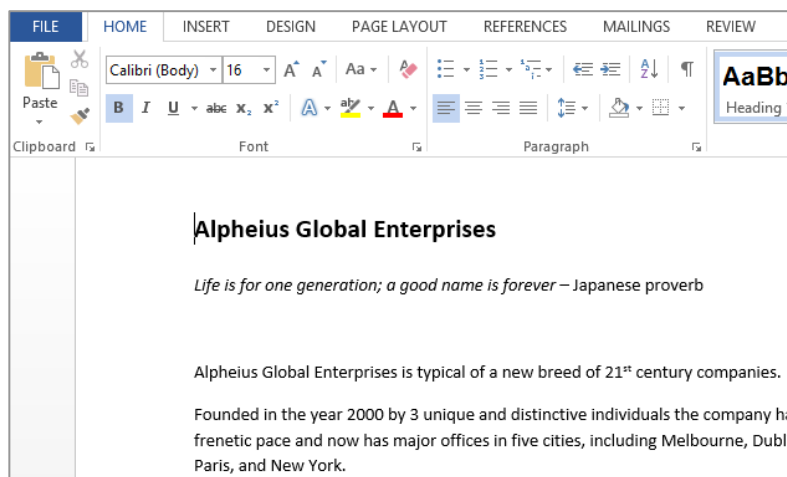 FILE HOME INSERT DESIGN PAGE LAYOUT REFERENCES MAILINGS REVIEW
Calibri (Body) 16 Aa
Paste
B I U abc X₂ X² A aby A
AaBb
Heading
Clipboard Font Paragraph
Alpheius Global Enterprises
Life is for one generation; a good name is forever – Japanese proverb
Alpheius Global Enterprises is typical of a new breed of 21st century companies.
Founded in the year 2000 by 3 unique and distinctive individuals the company ha
frenetic pace and now has major offices in five cities, including Melbourne, Dubl
Paris, and New York.